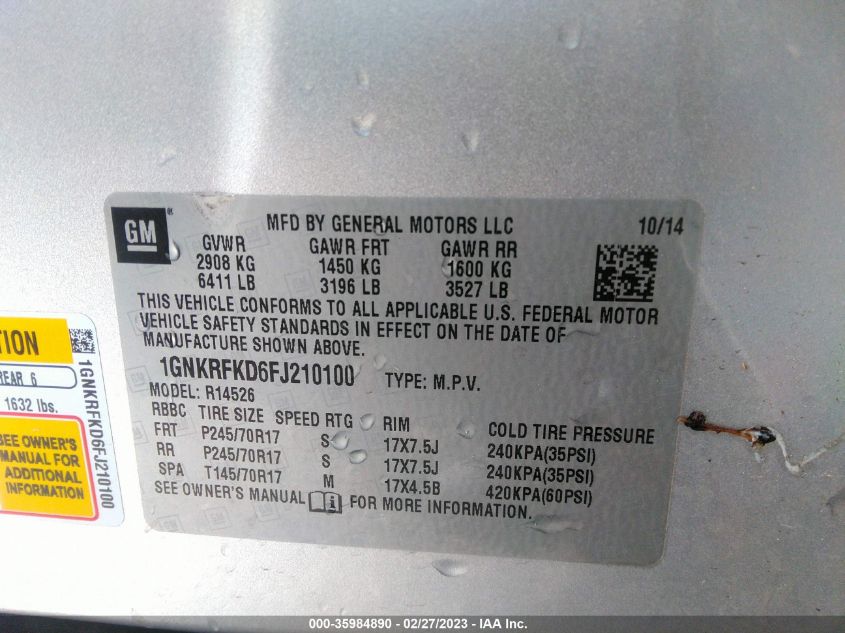 GM
MFD BY GENERAL MOTORS LLC 10/14
GVWR GAWR FRT GAWR RR
2908 KG 1450 KG 1600 KG
6411 LB 3196 LB 3527 LB
THIS VEHICLE CONFORMS TO ALL APPLICABLE U.S. FEDERAL MOTOR
VEHICLE SAFETY STANDARDS IN EFFECT ON THE DATE OF
MANUFACTURE SHOWN ABOVE.
1GNKRFKD6FJ210100 TYPE: M.P.V.
MODEL: R14526
RBBC TIRE SIZE SPEED RTG RIM COLD TIRE PRESSURE
FRT P245/70R17 S 17X7.5J 240KPA(35PSI)
RR P245/70R17 S 17X7.5J 240KPA(35PSI)
SPA T145/70R17 M 17X4.5B 420KPA(60PSI)
SEE OWNER'S MANUAL FOR MORE INFORMATION.
REAR 6
1632 lbs.
SEE OWNER'S
MANUAL FOR
ADDITIONAL
INFORMATION
1GNKRFKD6FJ210100
000-35984890 - 02/27/2023 - IAA Inc.